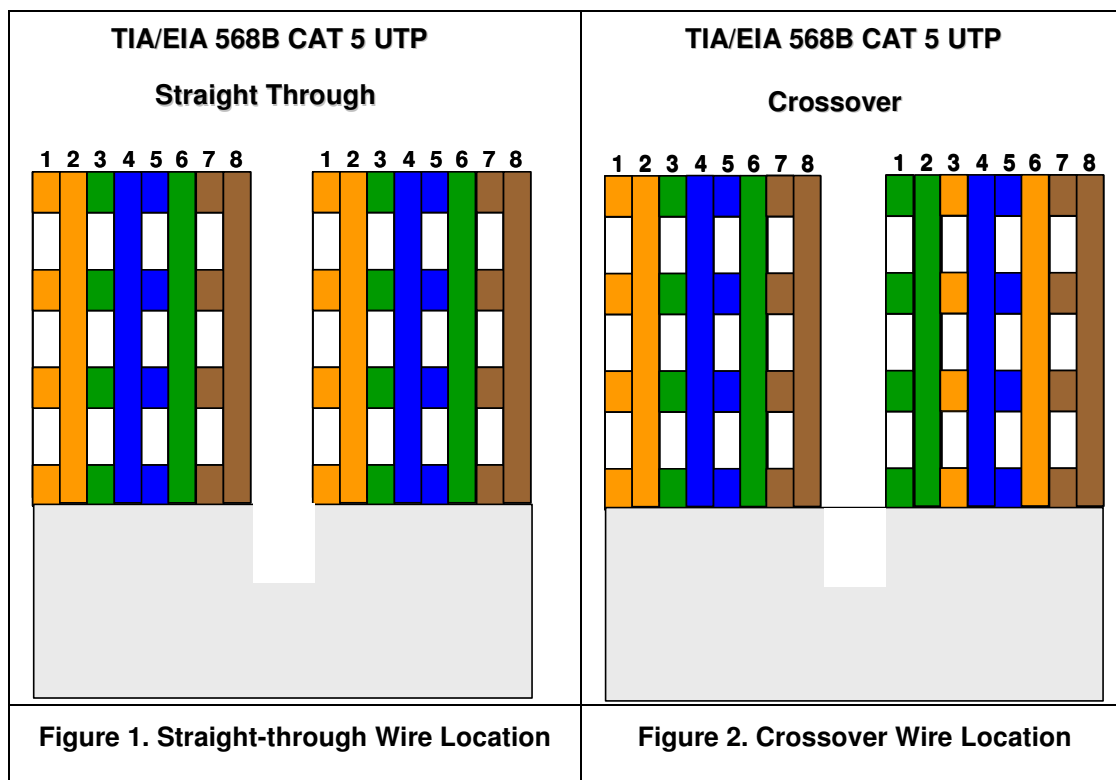 TIA/EIA 568B CAT 5 UTP
Straight Through
1 2 3 4 5 6 7 8
1 2 3 4 5 6 7 8
Figure 1. Straight-through Wire Location
TIA/EIA 568B CAT 5 UTP
Crossover
1 2 3 4 5 6 7 8
1 2 3 4 5 6 7 8
Figure 2. Crossover Wire Location